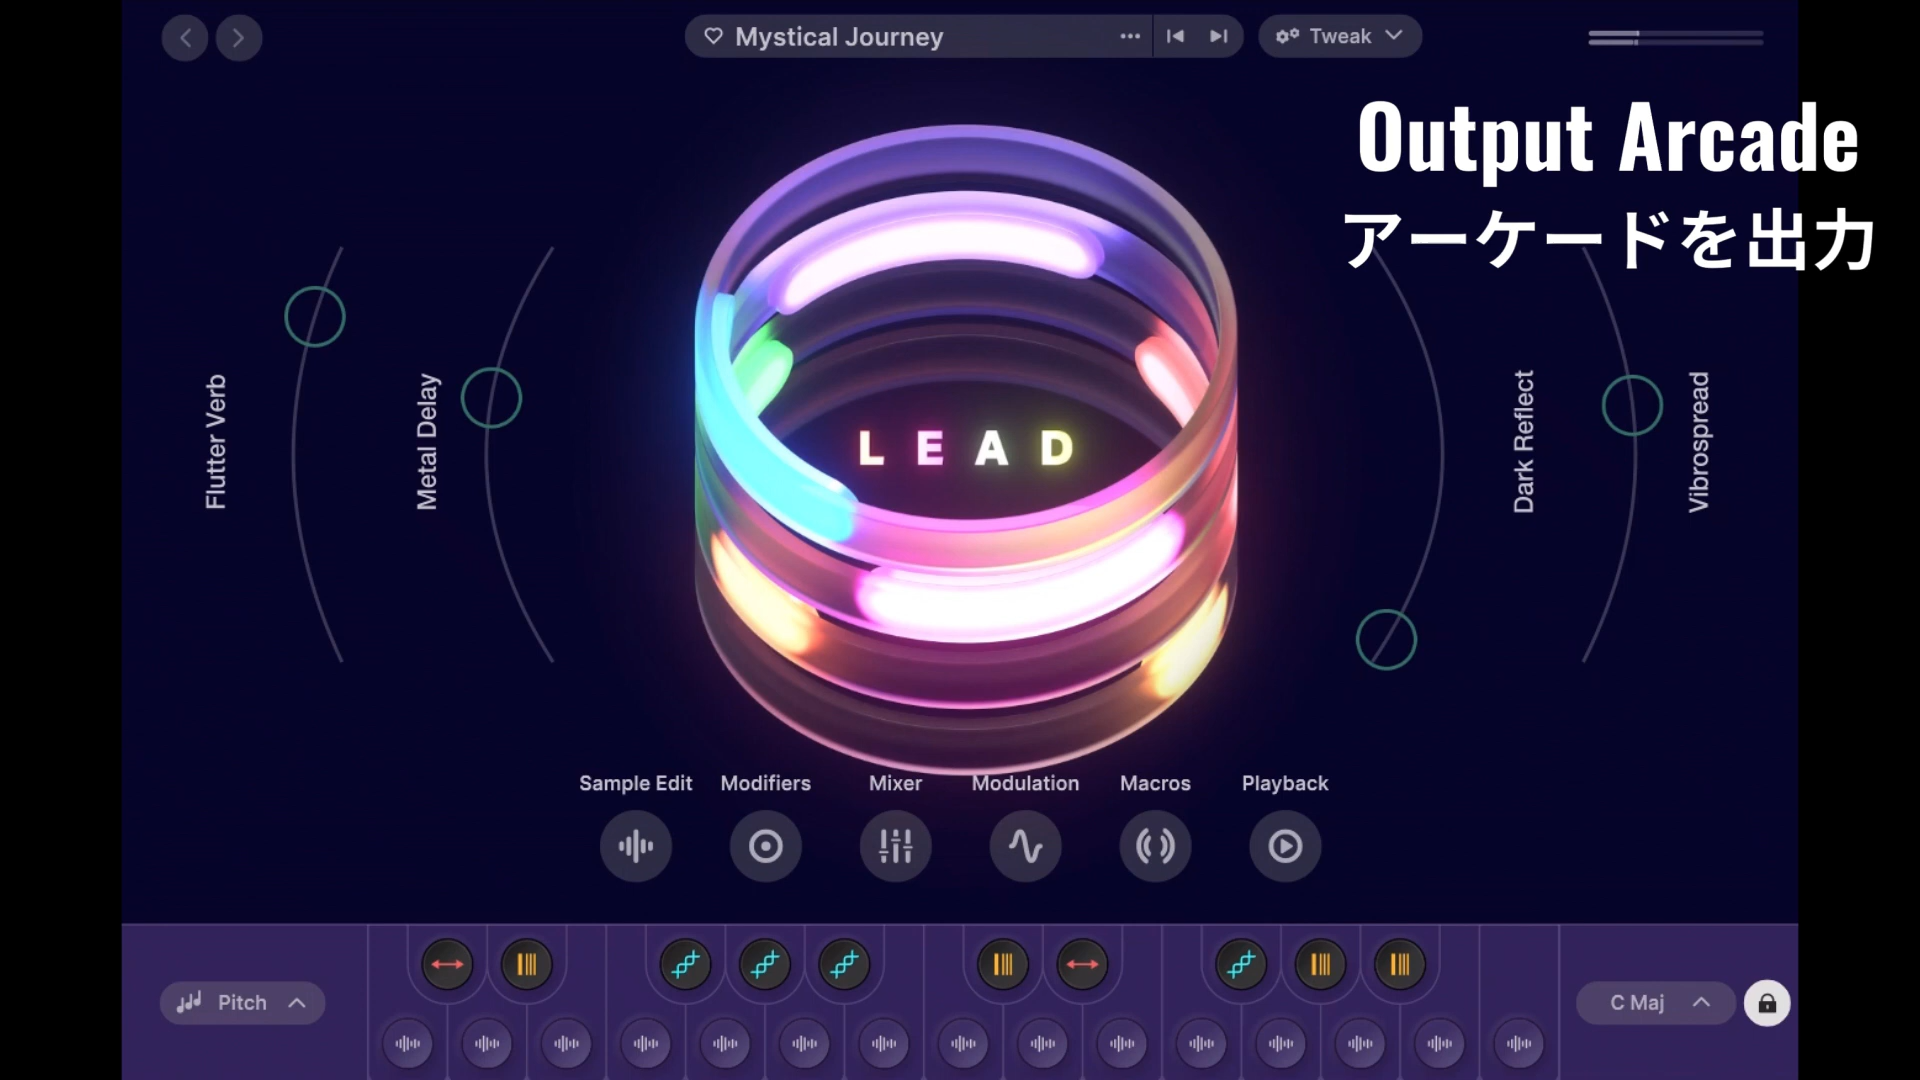 Mystical Journey
Tweak
Output Arcade
アーケードを出力
Flutter Verb
Metal Delay
LEAD
Dark Reflect
Vibrospread
Sample Edit
Modifiers
Mixer
Modulation
Macros
Playback
Pitch
C Maj